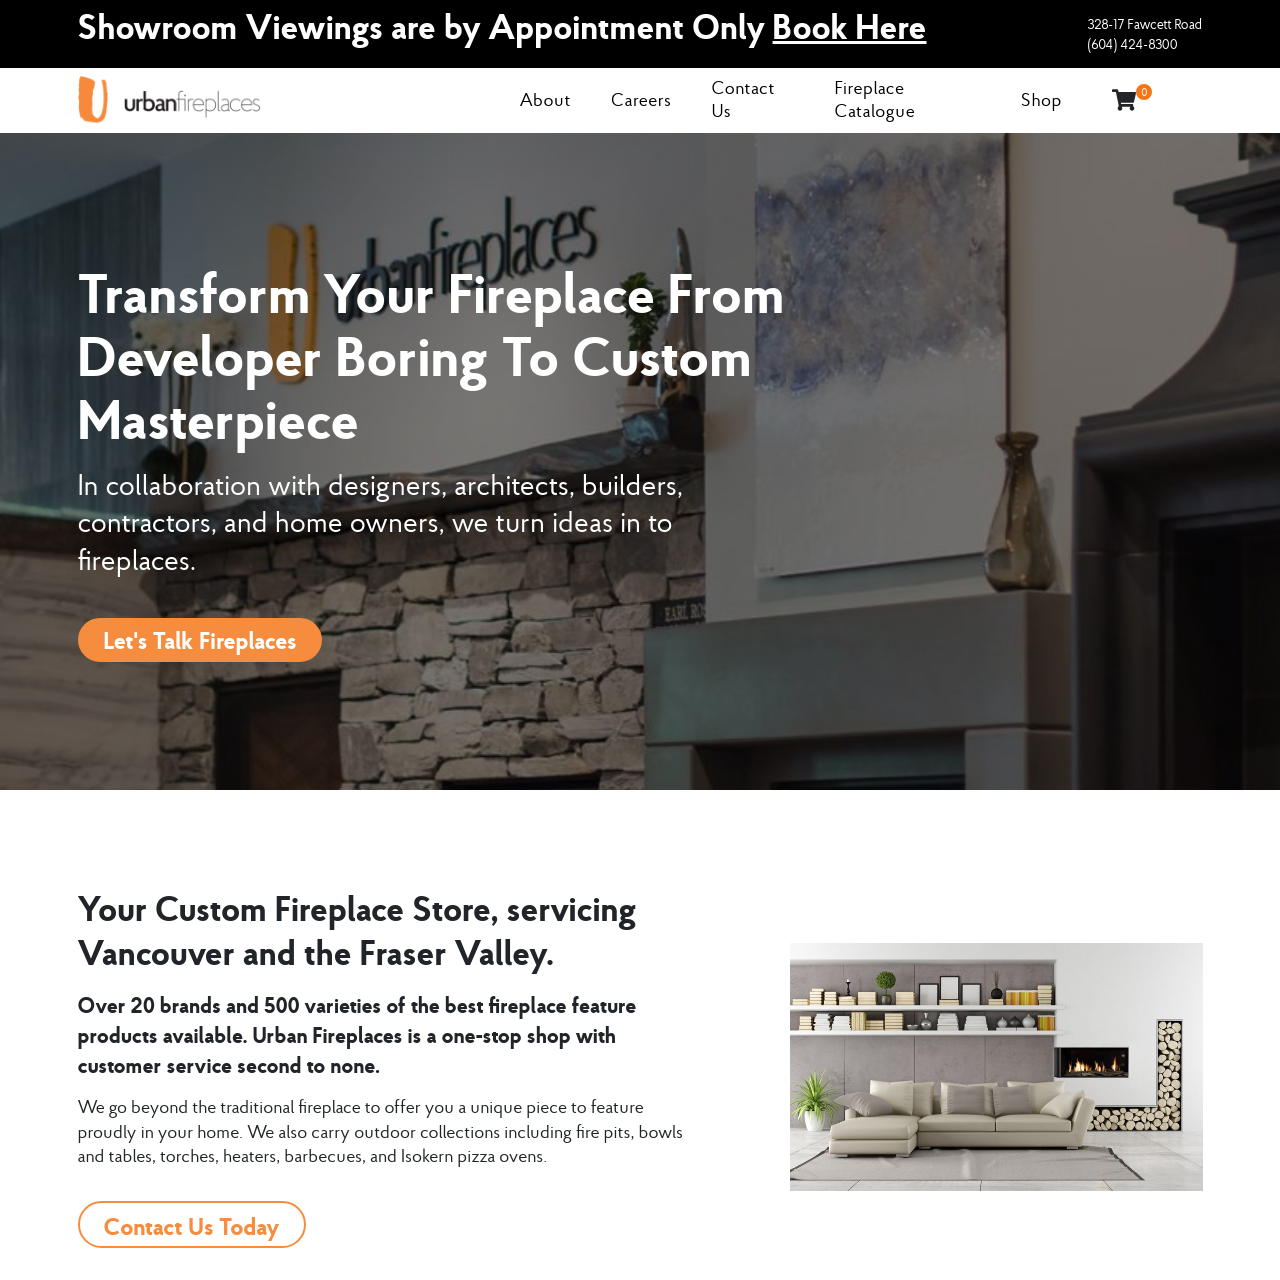 Showroom Viewings are by Appointment Only Book Here
328-17 Fawcett Road
(604) 424-8300
urbanfireplaces
About
Careers
Contact
Us
Fireplace
Catalogue
Shop
0
urbanfireplaces
Transform Your Fireplace From
Developer Boring To Custom
Masterpiece
In collaboration with designers, architects, builders,
contractors, and home owners, we turn ideas in to
fireplaces.
Let's Talk Fireplaces
Your Custom Fireplace Store, servicing
Vancouver and the Fraser Valley.
Over 20 brands and 500 varieties of the best fireplace feature
products available. Urban Fireplaces is a one-stop shop with
customer service second to none.
We go beyond the traditional fireplace to offer you a unique piece to feature
proudly in your home. We also carry outdoor collections including fire pits, bowls
and tables, torches, heaters, barbecues, and Isokern pizza ovens.
Contact Us Today